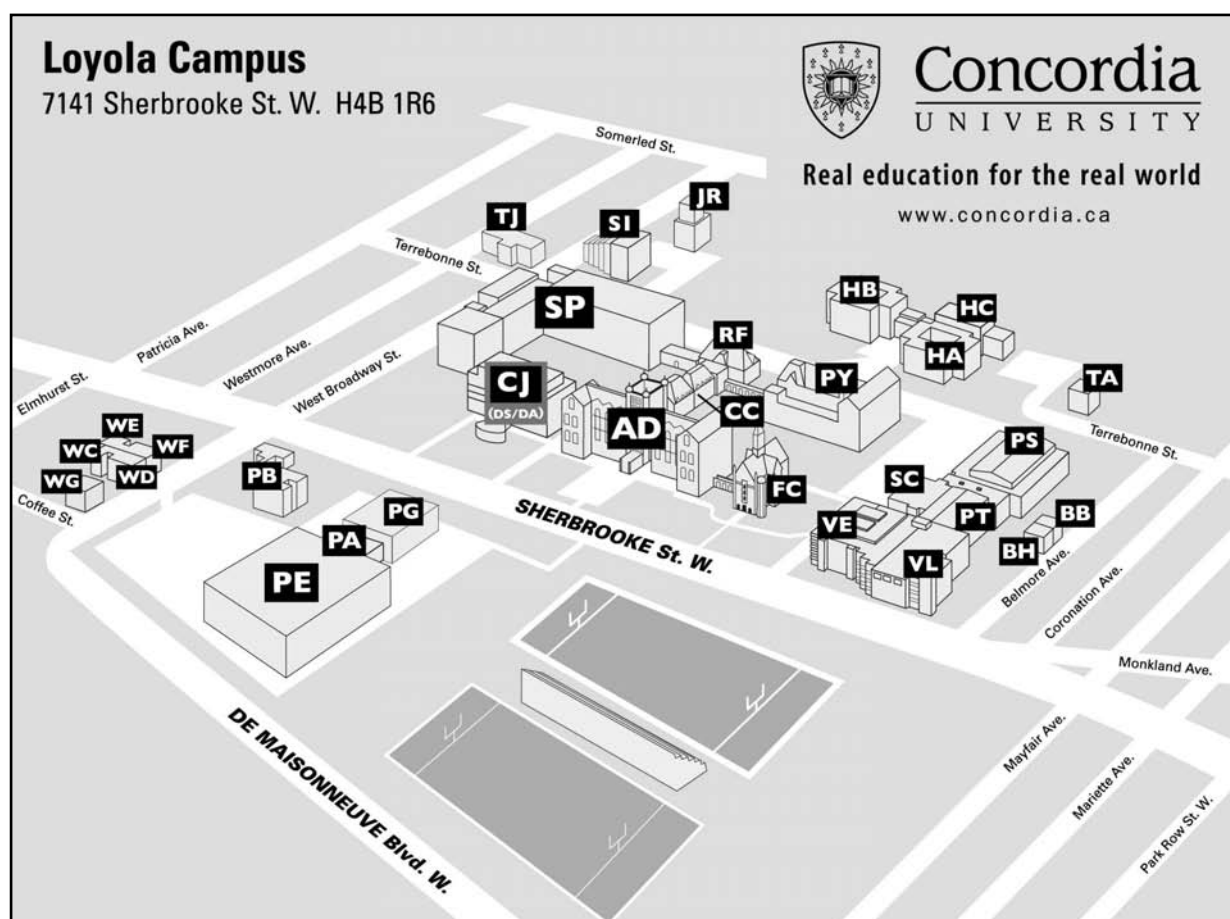 Loyola Campus
7141 Sherbrooke St. W. H4B 1R6
Concordia
UNIVERSITY
Real education for the real world
www.concordia.ca
Somerled St.
JR
TJ
SI
Terrebonne St.
SP
HB
HC
RF
HA
Patricia Ave.
Westmore Ave.
West Broadway St.
Elmhurst St.
CJ
(DS/DA)
PY
TA
CC
AD
Terrebonne St.
WE
WC
WF
WG
WD
PB
Coffee St.
PS
FC
SC
PG
PA
PE
SHERBROOKE St. W.
VE
PT
BB
BH
VL
Belmore Ave.
Coronation Ave.
Monkland Ave.
DE MAISONNEUVE Blvd. W.
Mayfair Ave.
Mariette Ave.
Park Row St. W.